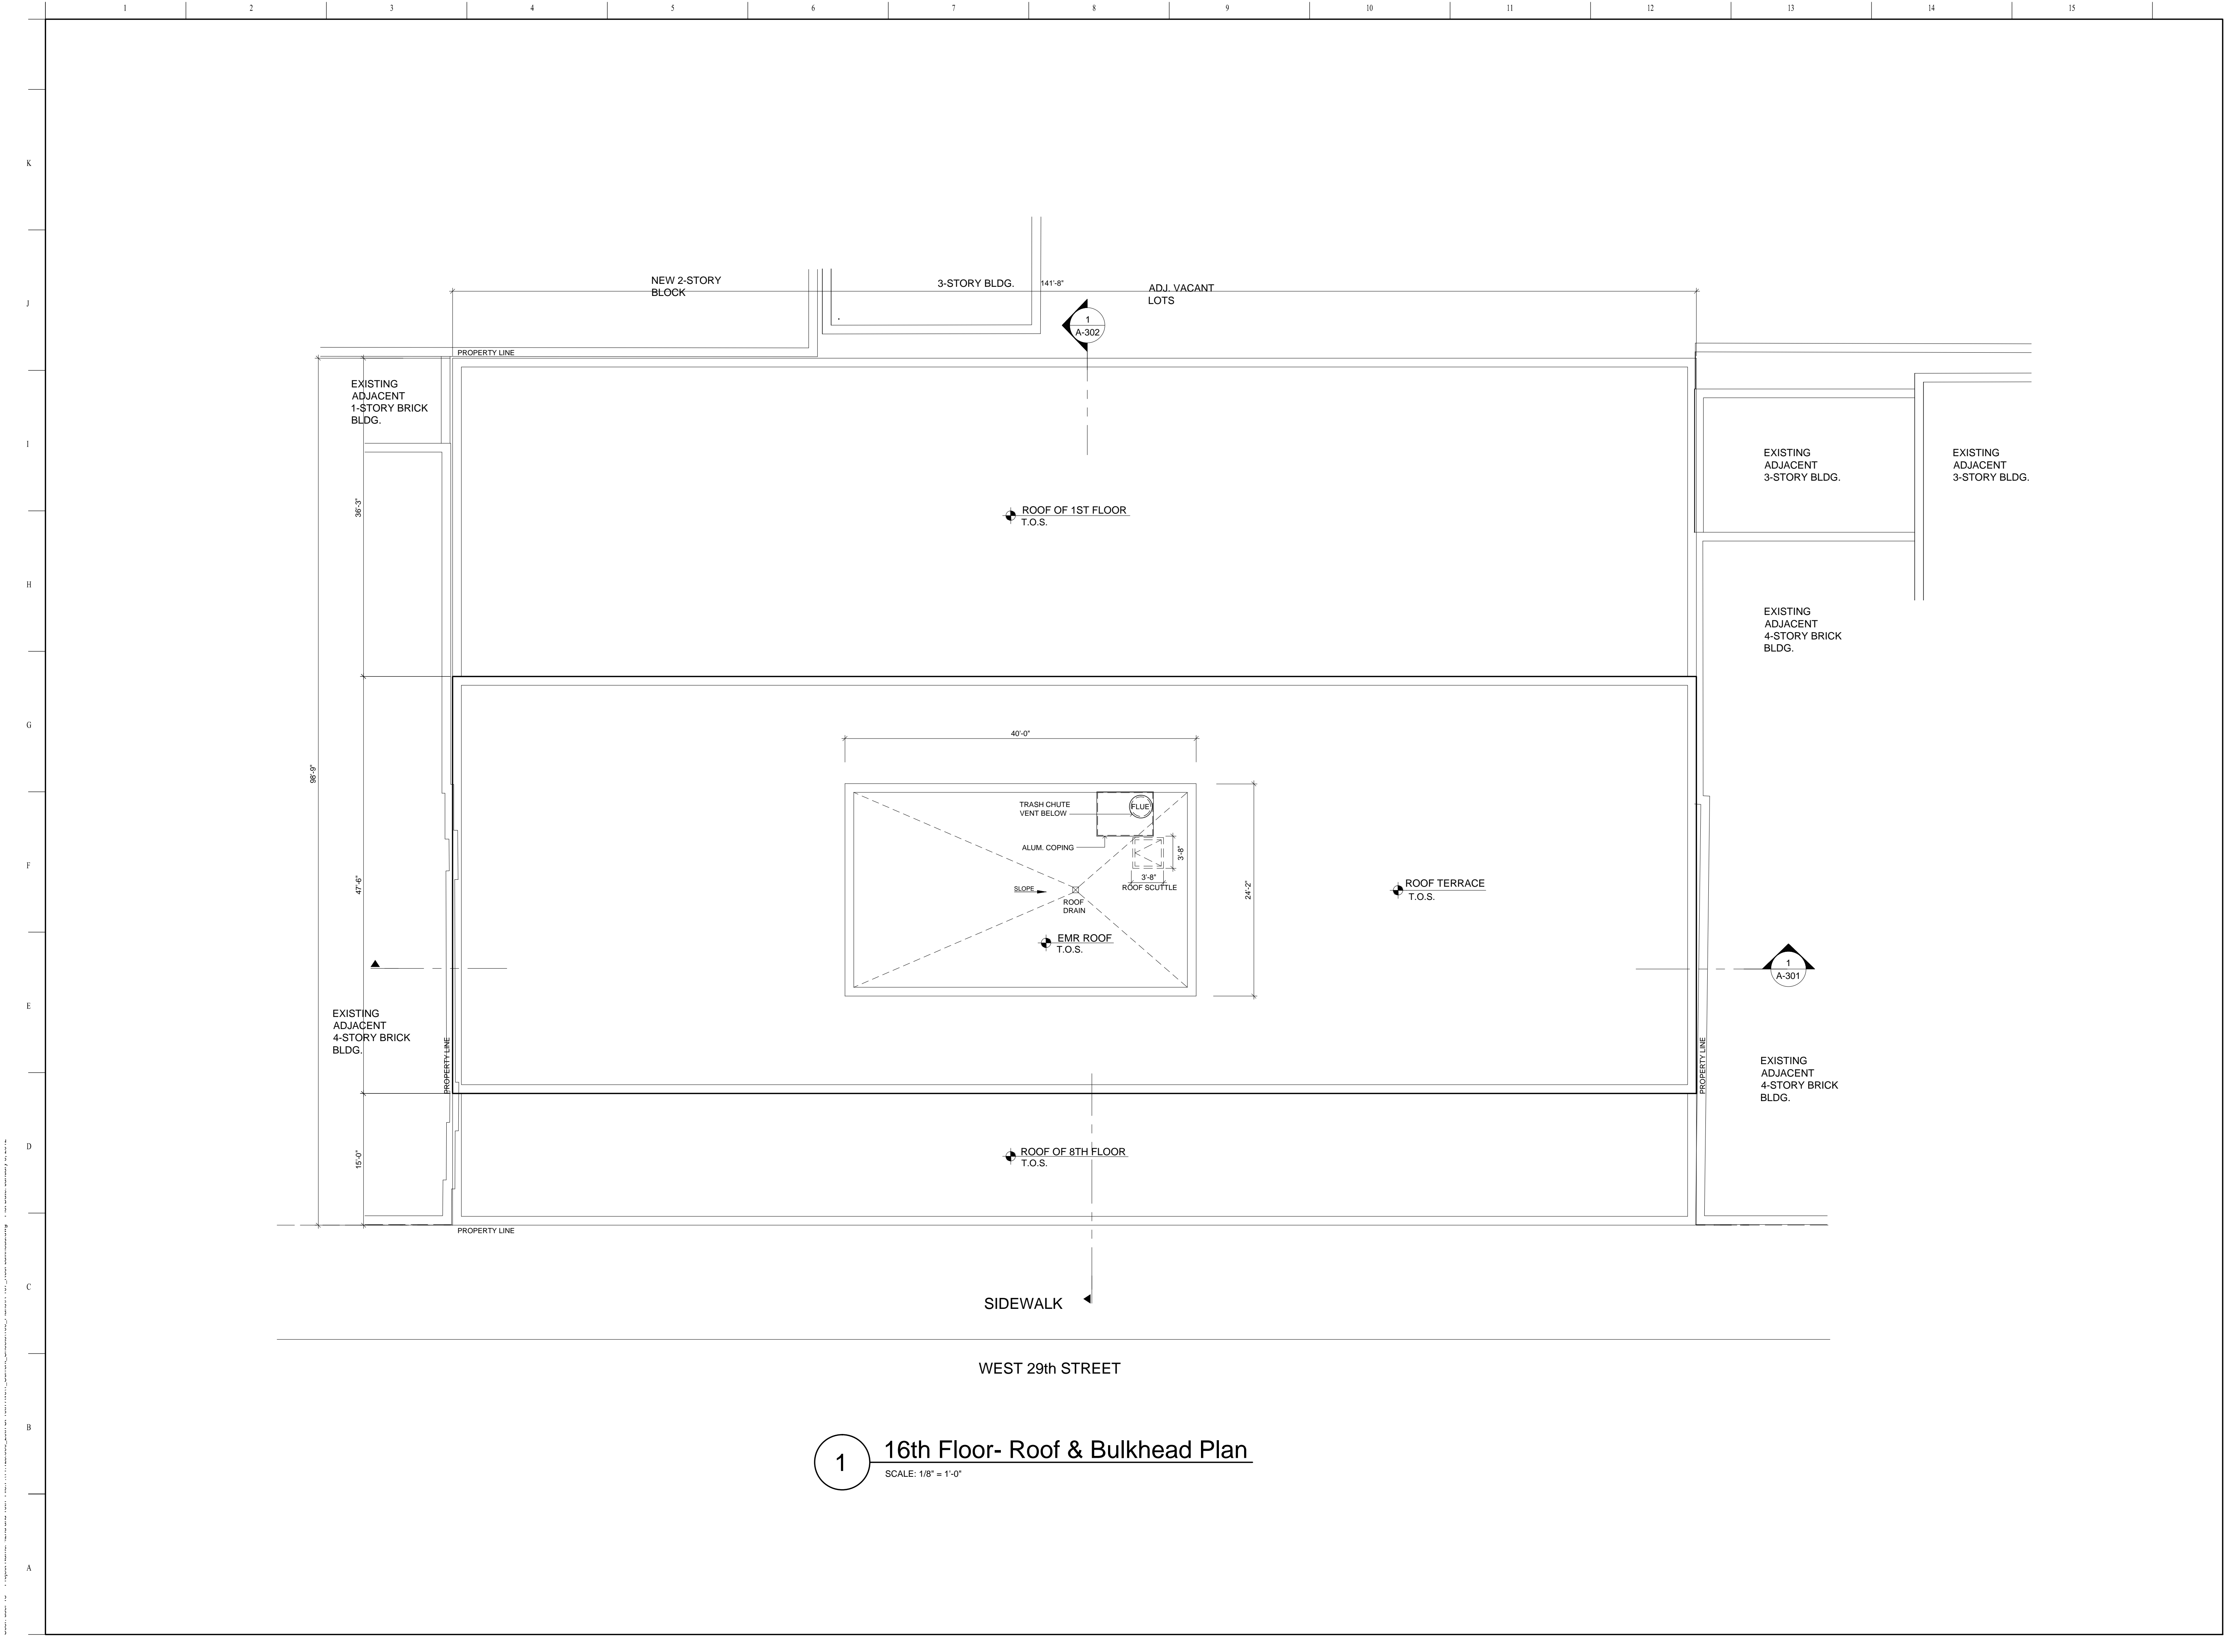 1 2 3 4 5 6 7 8 9 10 11 12 13 14 15
K
J
I
H
G
F
E
D
C
B
A
NEW 2-STORY
BLOCK
3-STORY BLDG.
141'-8"
ADJ. VACANT
LOTS
1
A-302
PROPERTY LINE
EXISTING
ADJACENT
1-STORY BRICK
BLDG.
36'-3"
ROOF OF 1ST FLOOR
T.O.S.
EXISTING
ADJACENT
3-STORY BLDG.
EXISTING
ADJACENT
3-STORY BLDG.
EXISTING
ADJACENT
4-STORY BRICK
BLDG.
98'-9"
40'-0"
TRASH CHUTE
VENT BELOW
FLUE
ALUM. COPING
3'-8"
3'-8"
ROOF SCUTTLE
SLOPE
ROOF
DRAIN
24'-2"
47'-6"
ROOF TERRACE
T.O.S.
EMR ROOF
T.O.S.
1
A-301
EXISTING
ADJACENT
4-STORY BRICK
BLDG.
PROPERTY LINE
PROPERTY LINE
EXISTING
ADJACENT
4-STORY BRICK
BLDG.
15'-0"
ROOF OF 8TH FLOOR
T.O.S.
PROPERTY LINE
SIDEWALK
WEST 29th STREET
1
16th Floor- Roof & Bulkhead Plan
SCALE: 1/8" = 1'-0"